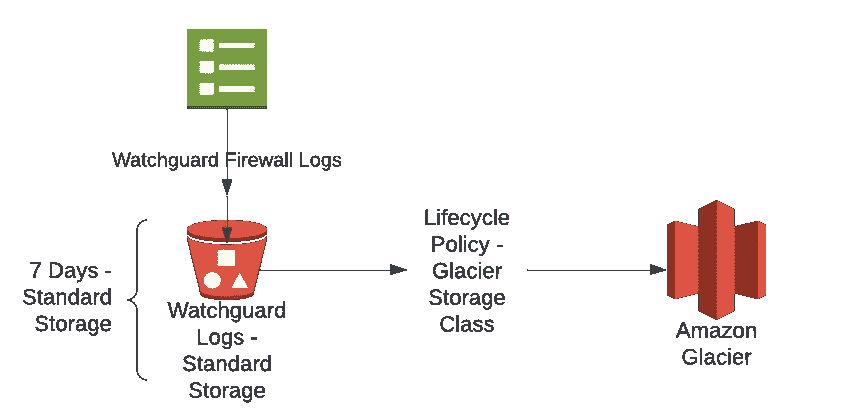 Watchguard Firewall Logs
7 Days -
Standard
Storage
Watchguard
Logs -
Standard
Storage
Lifecycle
Policy -
Glacier
Storage
Class
Amazon
Glacier